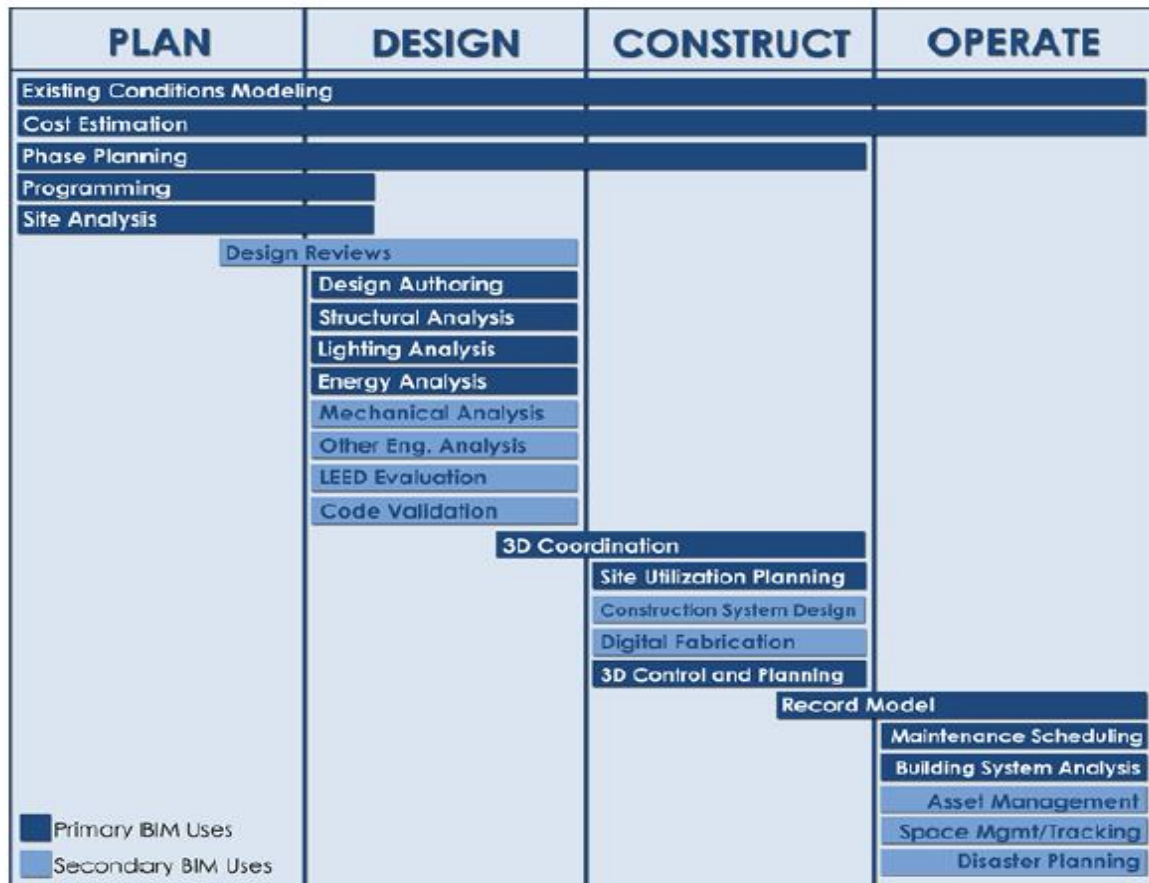 PLAN DESIGN CONSTRUCT OPERATE
Existing Conditions Modeling
Cost Estimation
Phase Planning
Programming
Site Analysis
Design Reviews
Design Authoring
Structural Analysis
Lighting Analysis
Energy Analysis
Mechanical Analysis
Other Eng. Analysis
LEED Evaluation
Code Validation
3D Coordination
Site Utilization Planning
Construction System Design
Digital Fabrication
3D Control and Planning
Record Model
Maintenance Scheduling
Building System Analysis
Asset Management
Space Mgmt/Tracking
Disaster Planning
Primary BIM Uses
Secondary BIM Uses